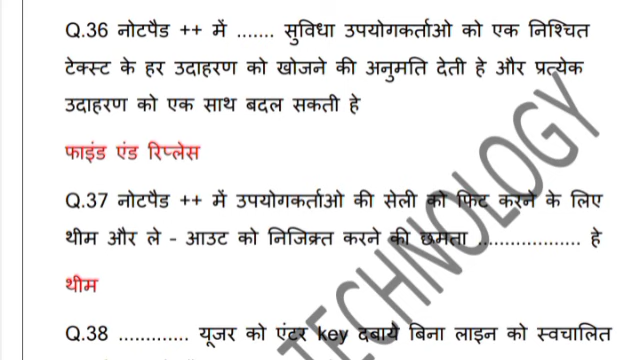 Q.36 नोटपैड ++ में ....... सुविधा उपयोगकर्ताओ को एक निश्चित
टेक्स्ट के हर उदाहरण को खोजने की अनुमति देती हे और प्रत्येक
उदाहरण को एक साथ बदल सकती हे
फाइंड एंड रिप्लेस
Q.37 नोटपैड ++ में उपयोगकर्ताओ की सेली को फिट करने के लिए
थीम और ले - आउट को निजिक्र्त करने की छमता ................... हे
थीम
Q.38 ............. यूजर को एंटर key दबाये बिना लाइन को स्वचालित
TECHNOLOGY